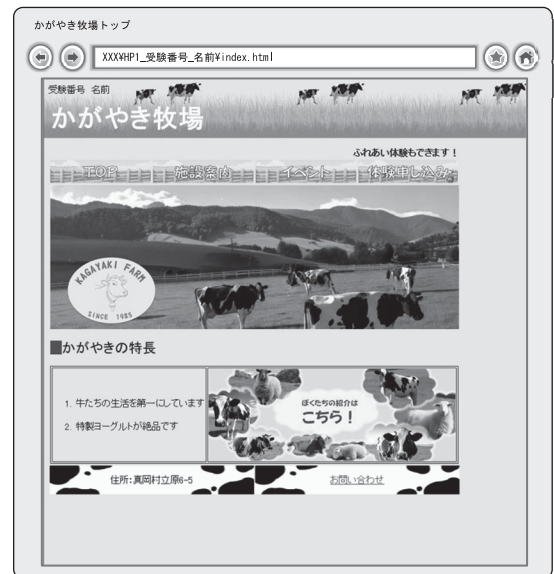 かがやき牧場トップ
XXX¥HP1_受験番号_名前¥index.html
受験番号 名前
かがやき牧場
ふれあい体験もできます！
TOP 施設案内 イベント 体験申し込み
KAGAYAKI FARM
SINCE 1985
■かがやきの特長
1. 牛たちの生活を第一にしています
2. 特製ヨーグルトが絶品です
ぼくたちの紹介は
こちら！
住所：真岡村立原6-5 お問い合わせ